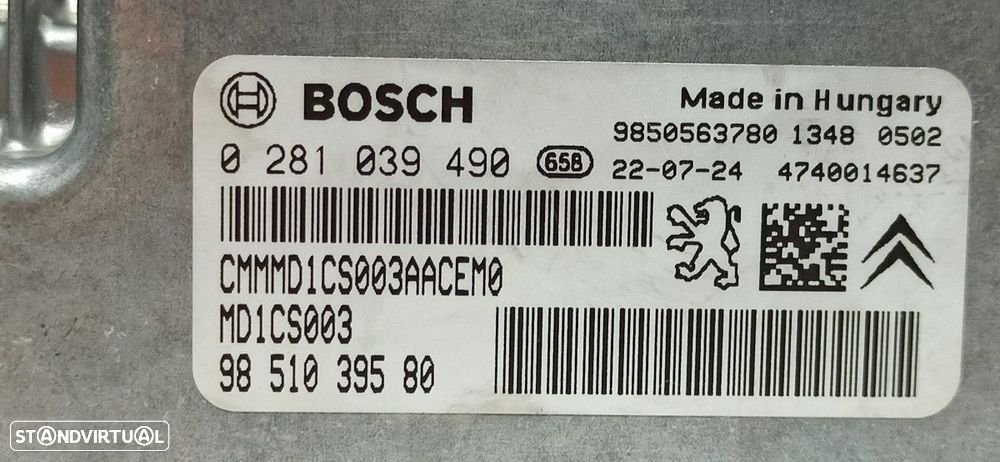 BOSCH
Made in Hungary
9850563780 1348 0502
0 281 039 490 658
22-07-24 4740014637
CMMMD1CS003AACEM0
MD1CS003
98 510 395 80
STANDVIRTUAL